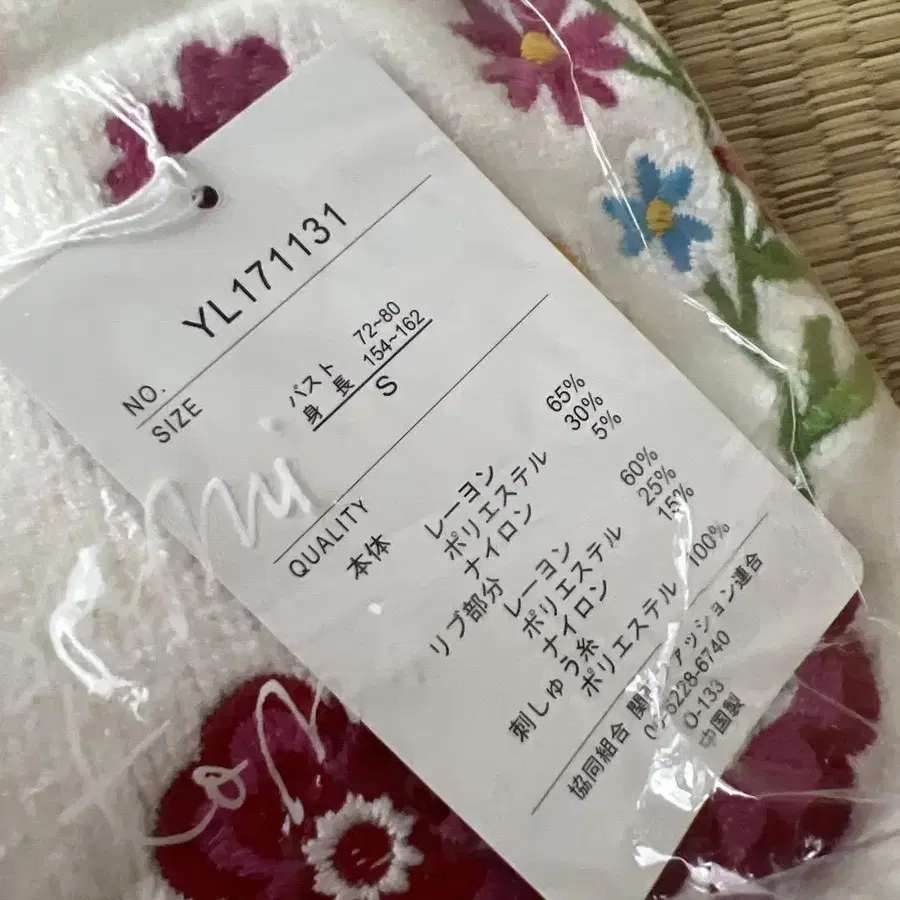 NO. YL171131
SIZE バスト 72~80
身長 154~162
S
QUALITY
本体 レーヨン 65%
ポリエステル 30%
ナイロン 5%
リブ部分 レーヨン 60%
ポリエステル 25%
ナイロン 15%
刺しゅう糸
ポリエステル 100%
協同組合 関西ファッション連合
6228-6740
O-133
中国製